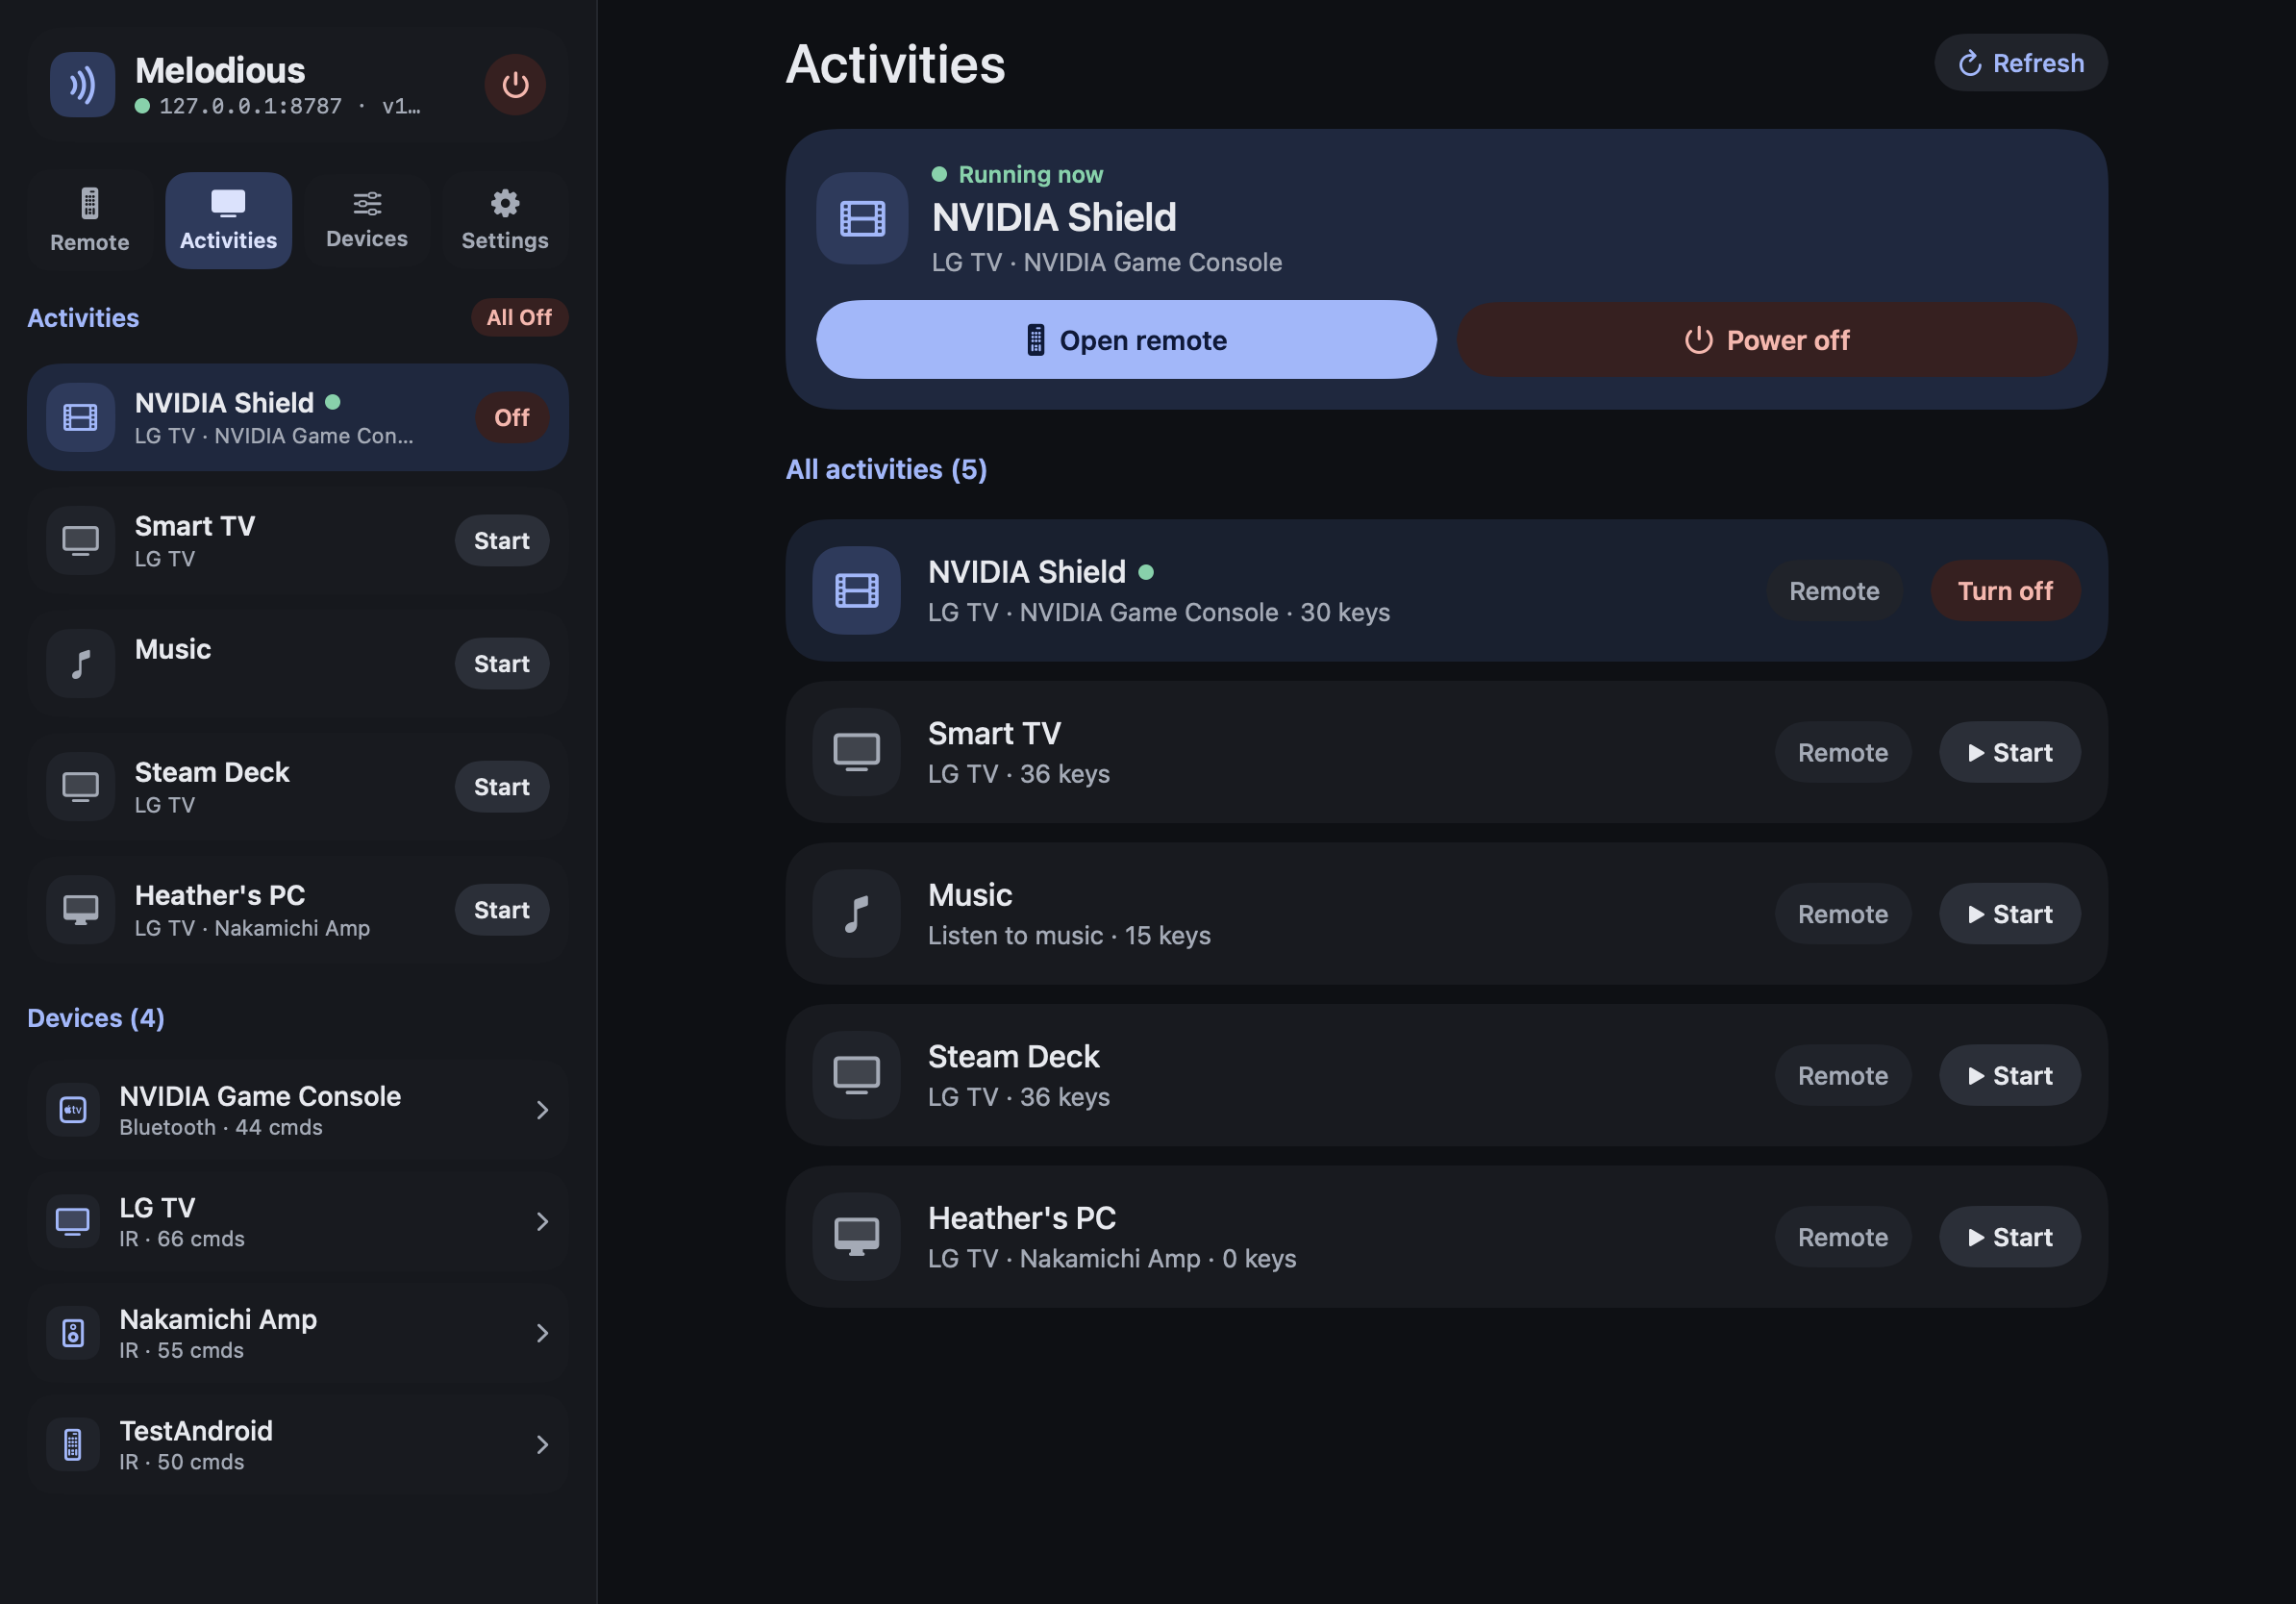 Melodious
127.0.0.1:8787 · v1…
Remote
Activities
Devices
Settings
Activities
All Off
NVIDIA Shield
LG TV · NVIDIA Game Con...
Off
Smart TV
LG TV
Start
Music
Start
Steam Deck
LG TV
Start
Heather's PC
LG TV · Nakamichi Amp
Start
Devices (4)
NVIDIA Game Console
Bluetooth · 44 cmds
LG TV
IR · 66 cmds
Nakamichi Amp
IR · 55 cmds
TestAndroid
IR · 50 cmds
Activities
Refresh
Running now
NVIDIA Shield
LG TV · NVIDIA Game Console
Open remote
Power off
All activities (5)
NVIDIA Shield
LG TV · NVIDIA Game Console · 30 keys
Remote
Turn off
Smart TV
LG TV · 36 keys
Remote
Start
Music
Listen to music · 15 keys
Remote
Start
Steam Deck
LG TV · 36 keys
Remote
Start
Heather's PC
LG TV · Nakamichi Amp · 0 keys
Remote
Start